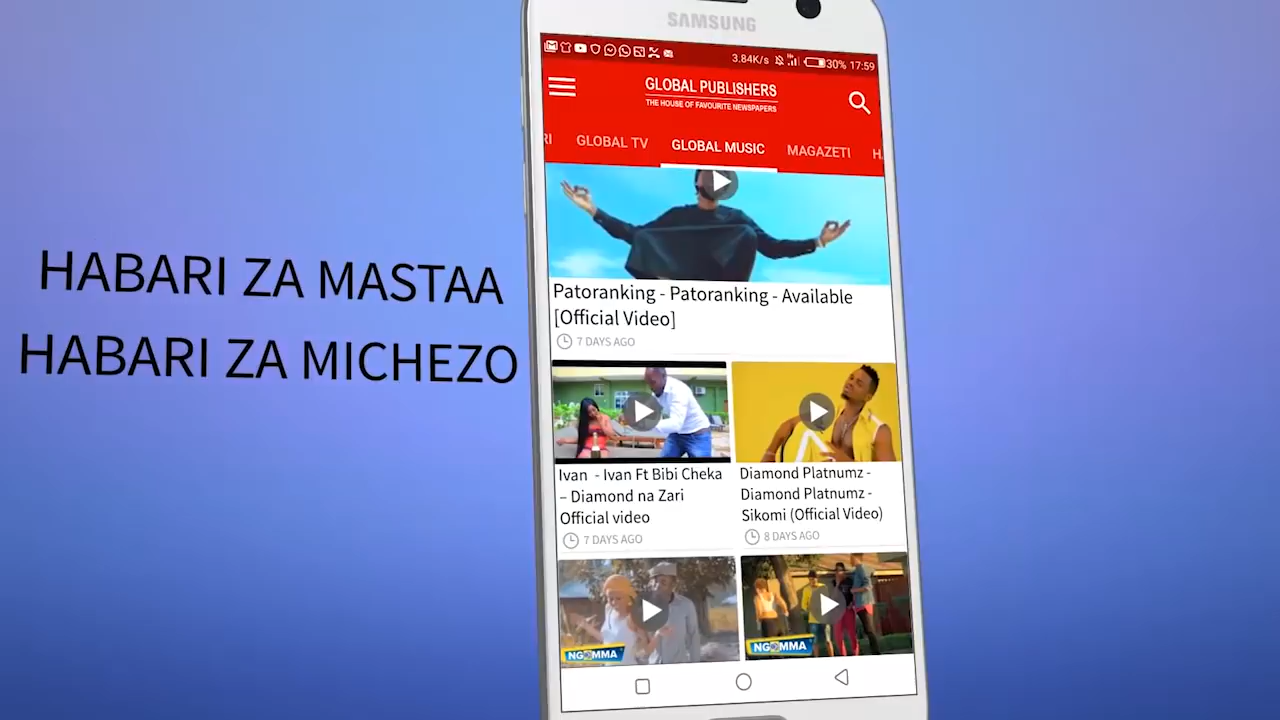 HABARI ZA MASTAA
HABARI ZA MICHEZO
SAMSUNG
3.84K/s 30% 17:59
GLOBAL PUBLISHERS
THE HOUSE OF FAVOURITE NEWSPAPERS
RI GLOBAL TV GLOBAL MUSIC MAGAZETI H
Patoranking - Patoranking - Available
[Official Video]
7 DAYS AGO
Ivan - Ivan Ft Bibi Cheka
– Diamond na Zari
Official video
7 DAYS AGO
Diamond Platnumz -
Diamond Platnumz -
Sikomi (Official Video)
8 DAYS AGO
NGOMMA
NGOMMA